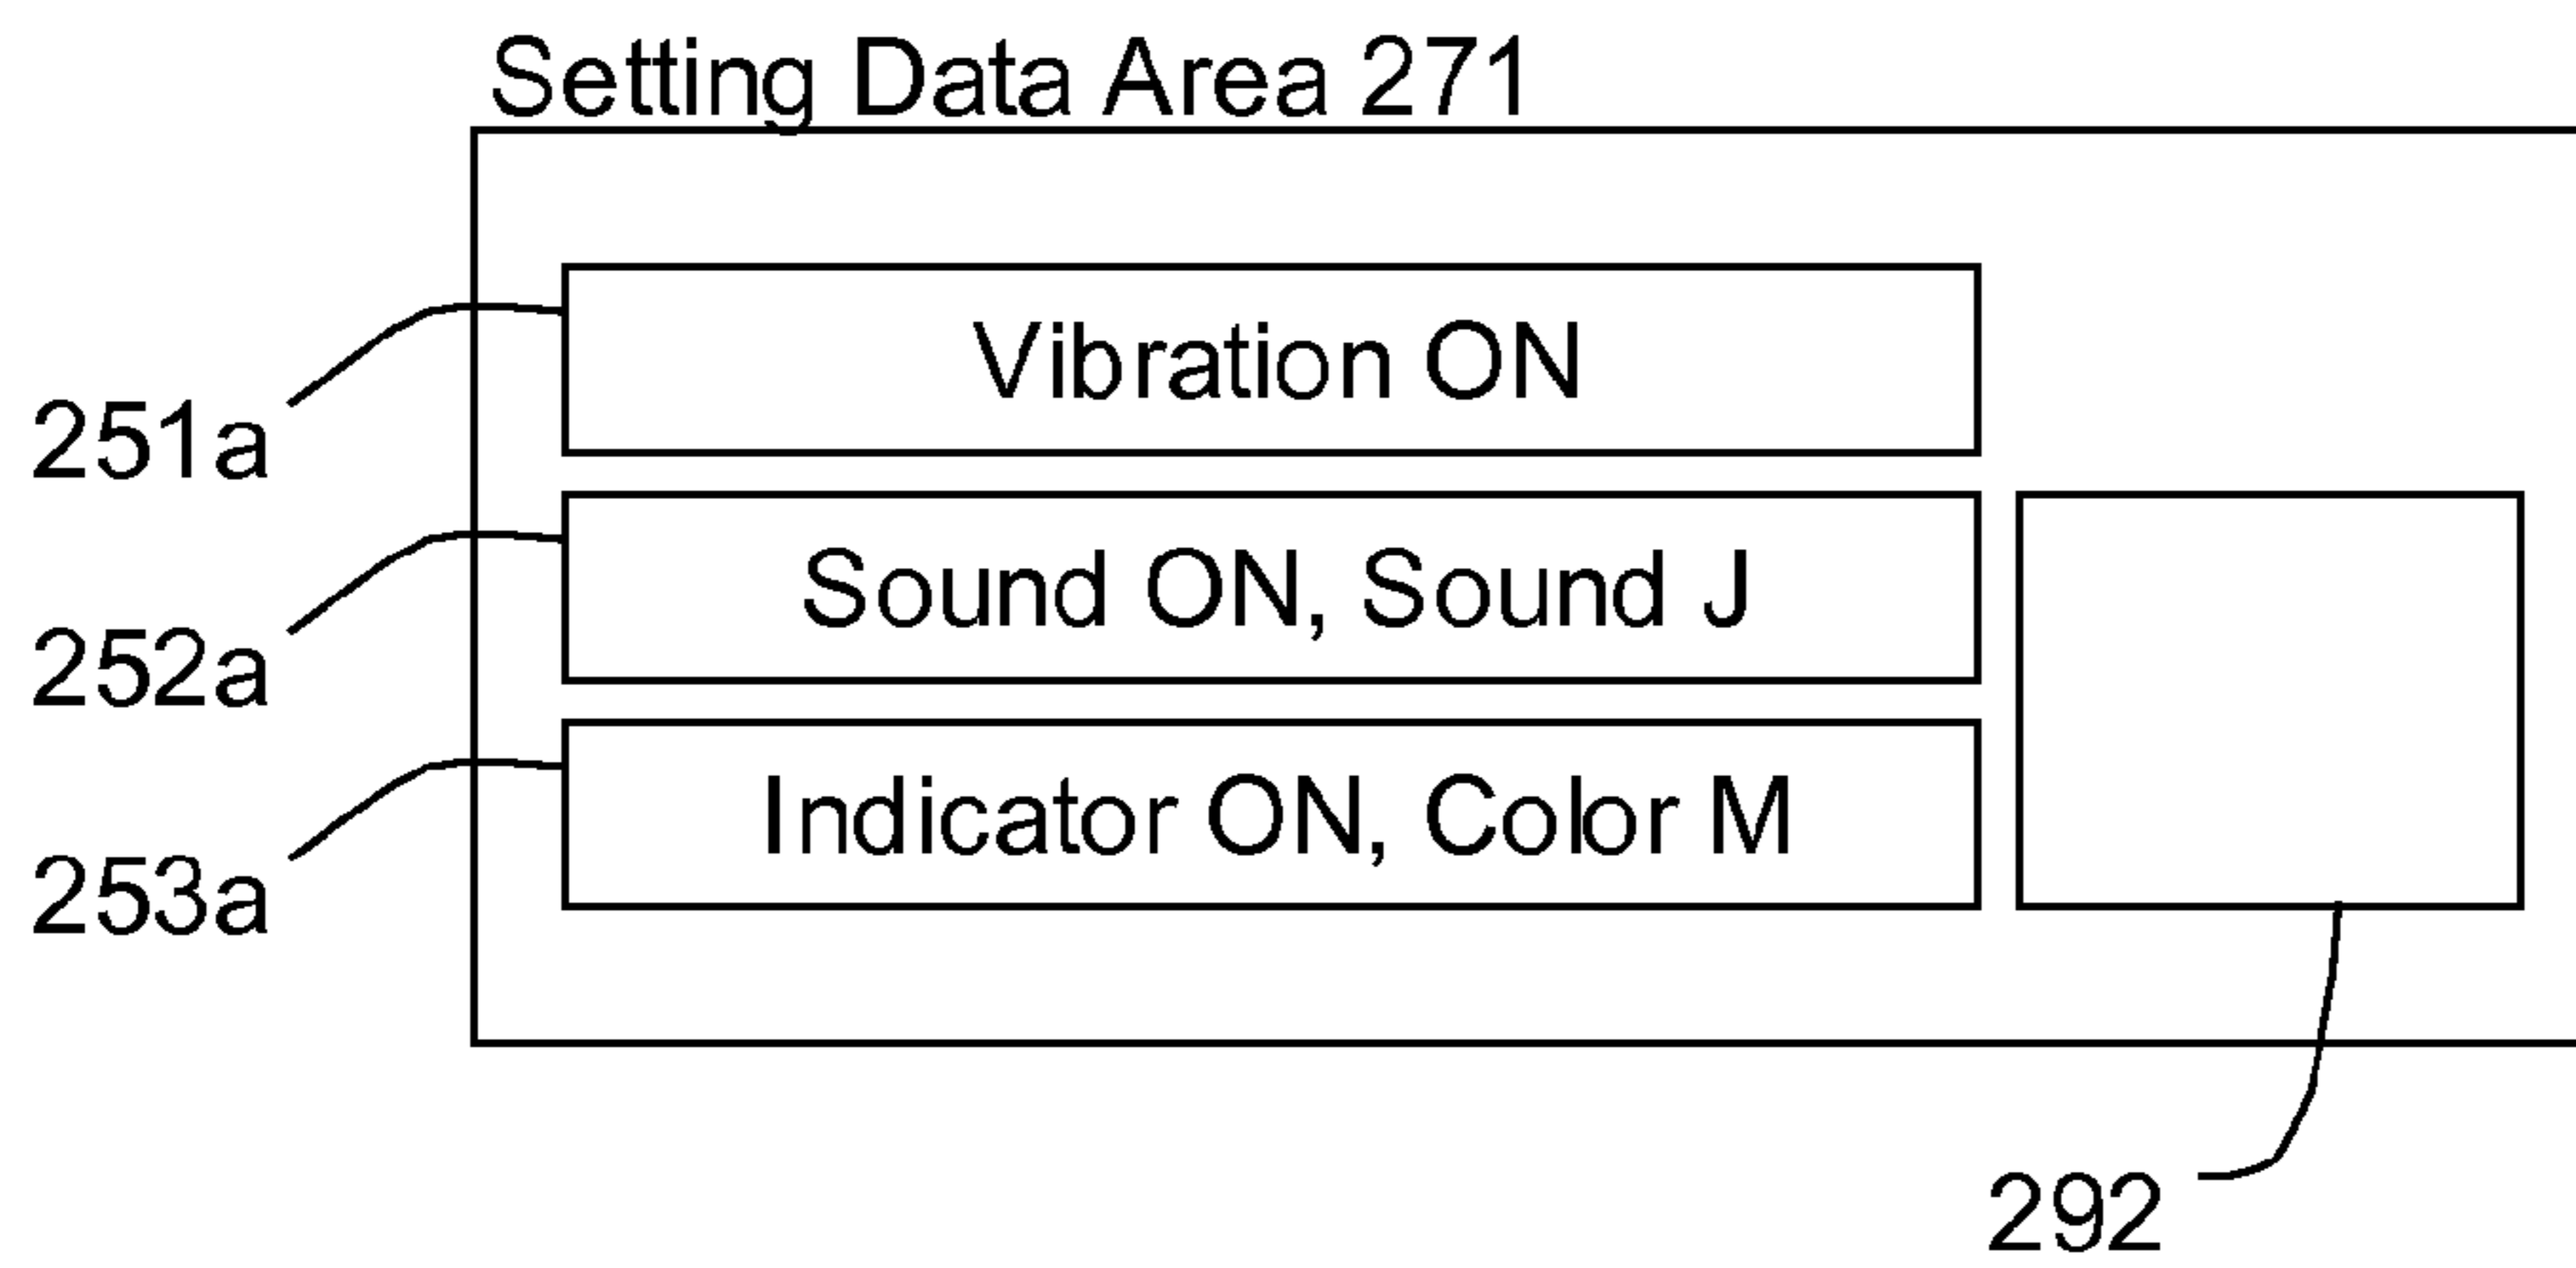 Setting Data Area 271
Vibration ON
251a
Sound ON, Sound J
252a
Indicator ON, Color M
253a
292